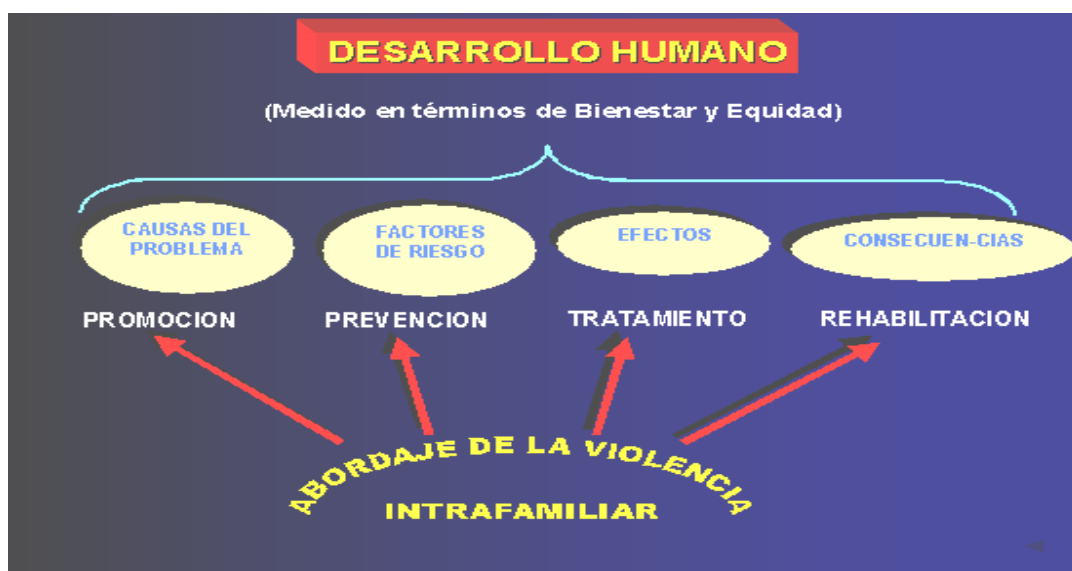 DESARROLLO HUMANO
(Medido en términos de Bienestar y Equidad)
CAUSAS DEL
PROBLEMA
FACTORES
DE RIESGO
EFECTOS
CONSECUEN-CIAS
PROMOCION
PREVENCION
TRATAMIENTO
REHABILITACION
ABORDAJE DE LA VIOLENCIA
INTRAFAMILIAR